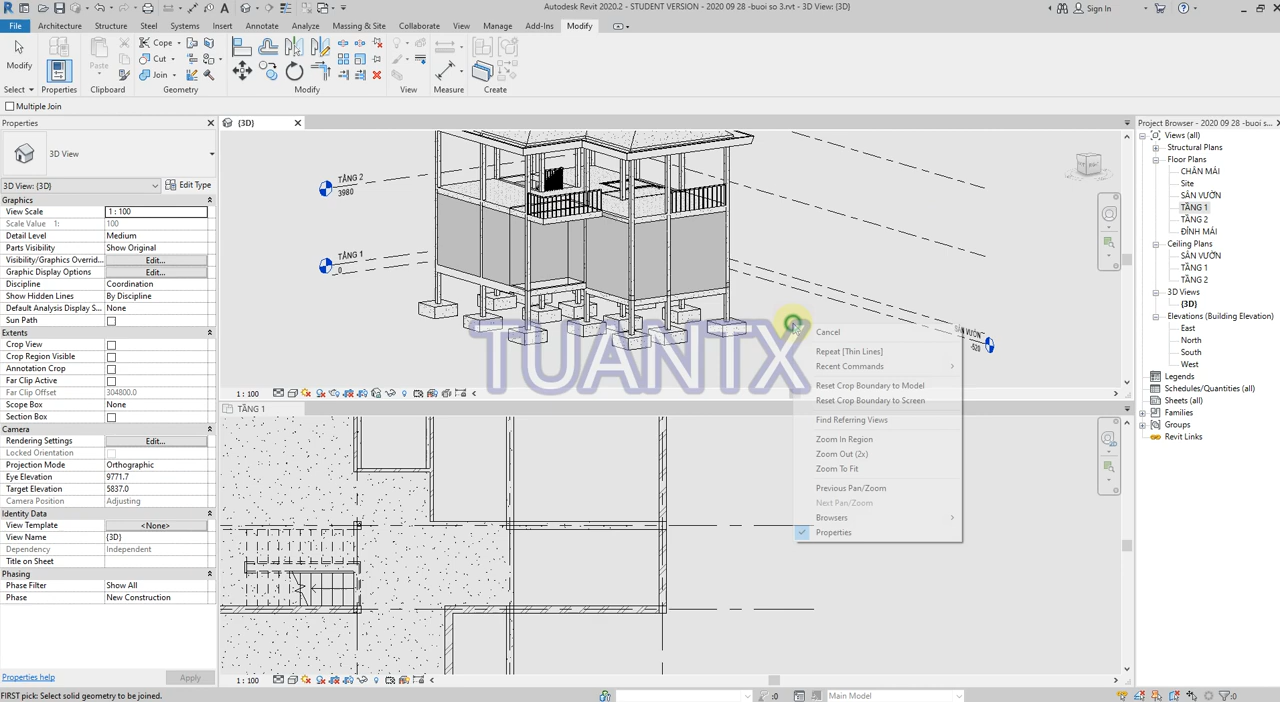 Autodesk Revit 2020.2 - STUDENT VERSION - 2020 09 28 -buoi so 3.rvt - 3D View: {3D}
Sign In
File Architecture Structure Steel Systems Insert Annotate Analyze Massing & Site Collaborate View Manage Add-Ins Modify
Modify
Paste
Cope
Cut
Join
Select Properties Clipboard Geometry Modify View Measure Create
Multiple Join
Properties
3D View
3D View: {3D}
Edit Type
Graphics
View Scale 1 : 100
Scale Value 1: 100
Detail Level Medium
Parts Visibility Show Original
Visibility/Graphics Overrid... Edit...
Graphic Display Options Edit...
Discipline Coordination
Show Hidden Lines By Discipline
Default Analysis Display S... None
Sun Path
Extents
Crop View
Crop Region Visible
Annotation Crop
Far Clip Active
Far Clip Offset 304800.0
Scope Box None
Section Box
Camera
Rendering Settings Edit...
Locked Orientation
Projection Mode Orthographic
Eye Elevation 9771.7
Target Elevation 5837.0
Camera Position Adjusting
Identity Data
View Template <None>
View Name {3D}
Dependency Independent
Title on Sheet
Phasing
Phase Filter Show All
Phase New Construction
Properties help
Apply
{3D}
TẦNG 2
3980
TẦNG 1
0
SÂN VƯỜN
-526
TUANTX
Cancel
Repeat [Thin Lines]
Recent Commands
Reset Crop Boundary to Model
Reset Crop Boundary to Screen
Find Referring Views
Zoom In Region
Zoom Out (2x)
Zoom To Fit
Previous Pan/Zoom
Next Pan/Zoom
Browsers
Properties
1 : 100
TẦNG 1
1 : 100
Project Browser - 2020 09 28 -buoi so 3...
Views (all)
Structural Plans
Floor Plans
CHÂN MÁI
Site
SÂN VƯỜN
TẦNG 1
TẦNG 2
ĐỈNH MÁI
Ceiling Plans
SÂN VƯỜN
TẦNG 1
TẦNG 2
3D Views
{3D}
Elevations (Building Elevation)
East
North
South
West
Legends
Schedules/Quantities (all)
Sheets (all)
Families
Groups
Revit Links
FIRST pick: Select solid geometry to be joined.
:0
Main Model
:0